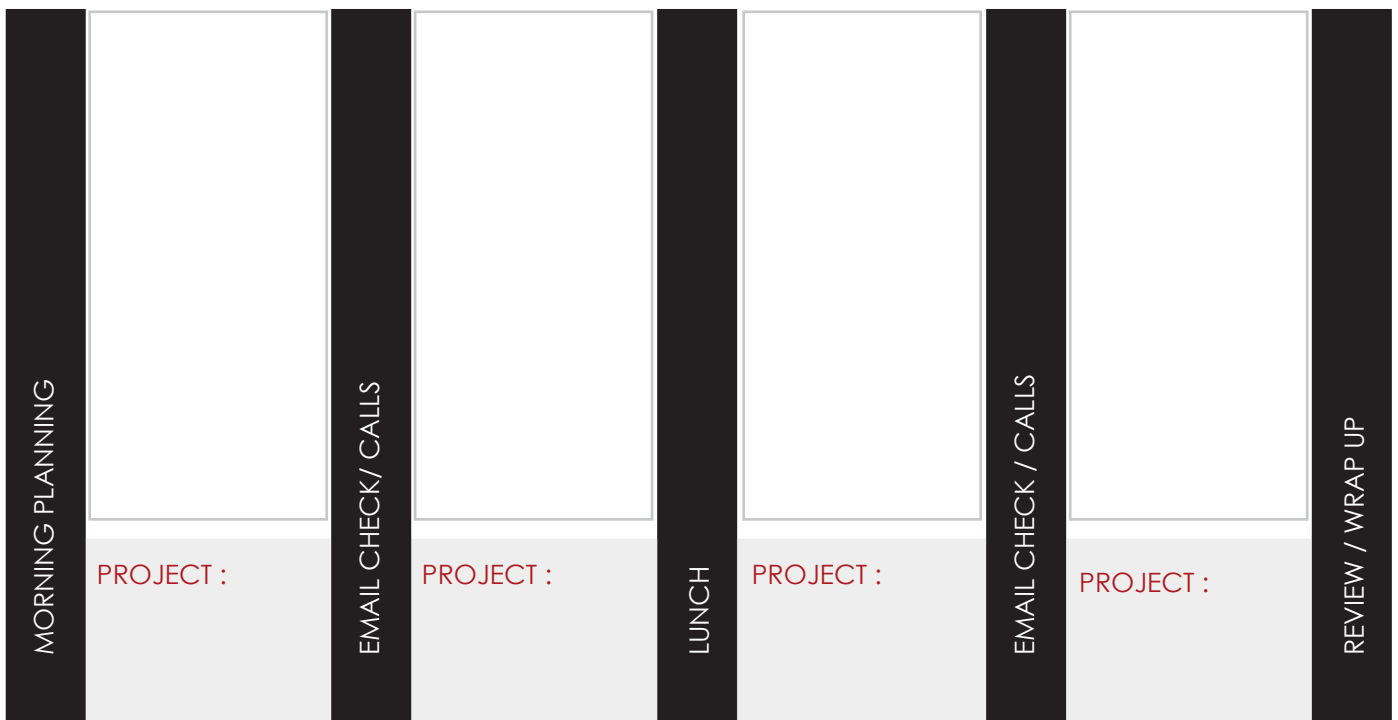 MORNING PLANNING
PROJECT :
EMAIL CHECK/ CALLS
PROJECT :
LUNCH
PROJECT :
EMAIL CHECK / CALLS
PROJECT :
REVIEW / WRAP UP